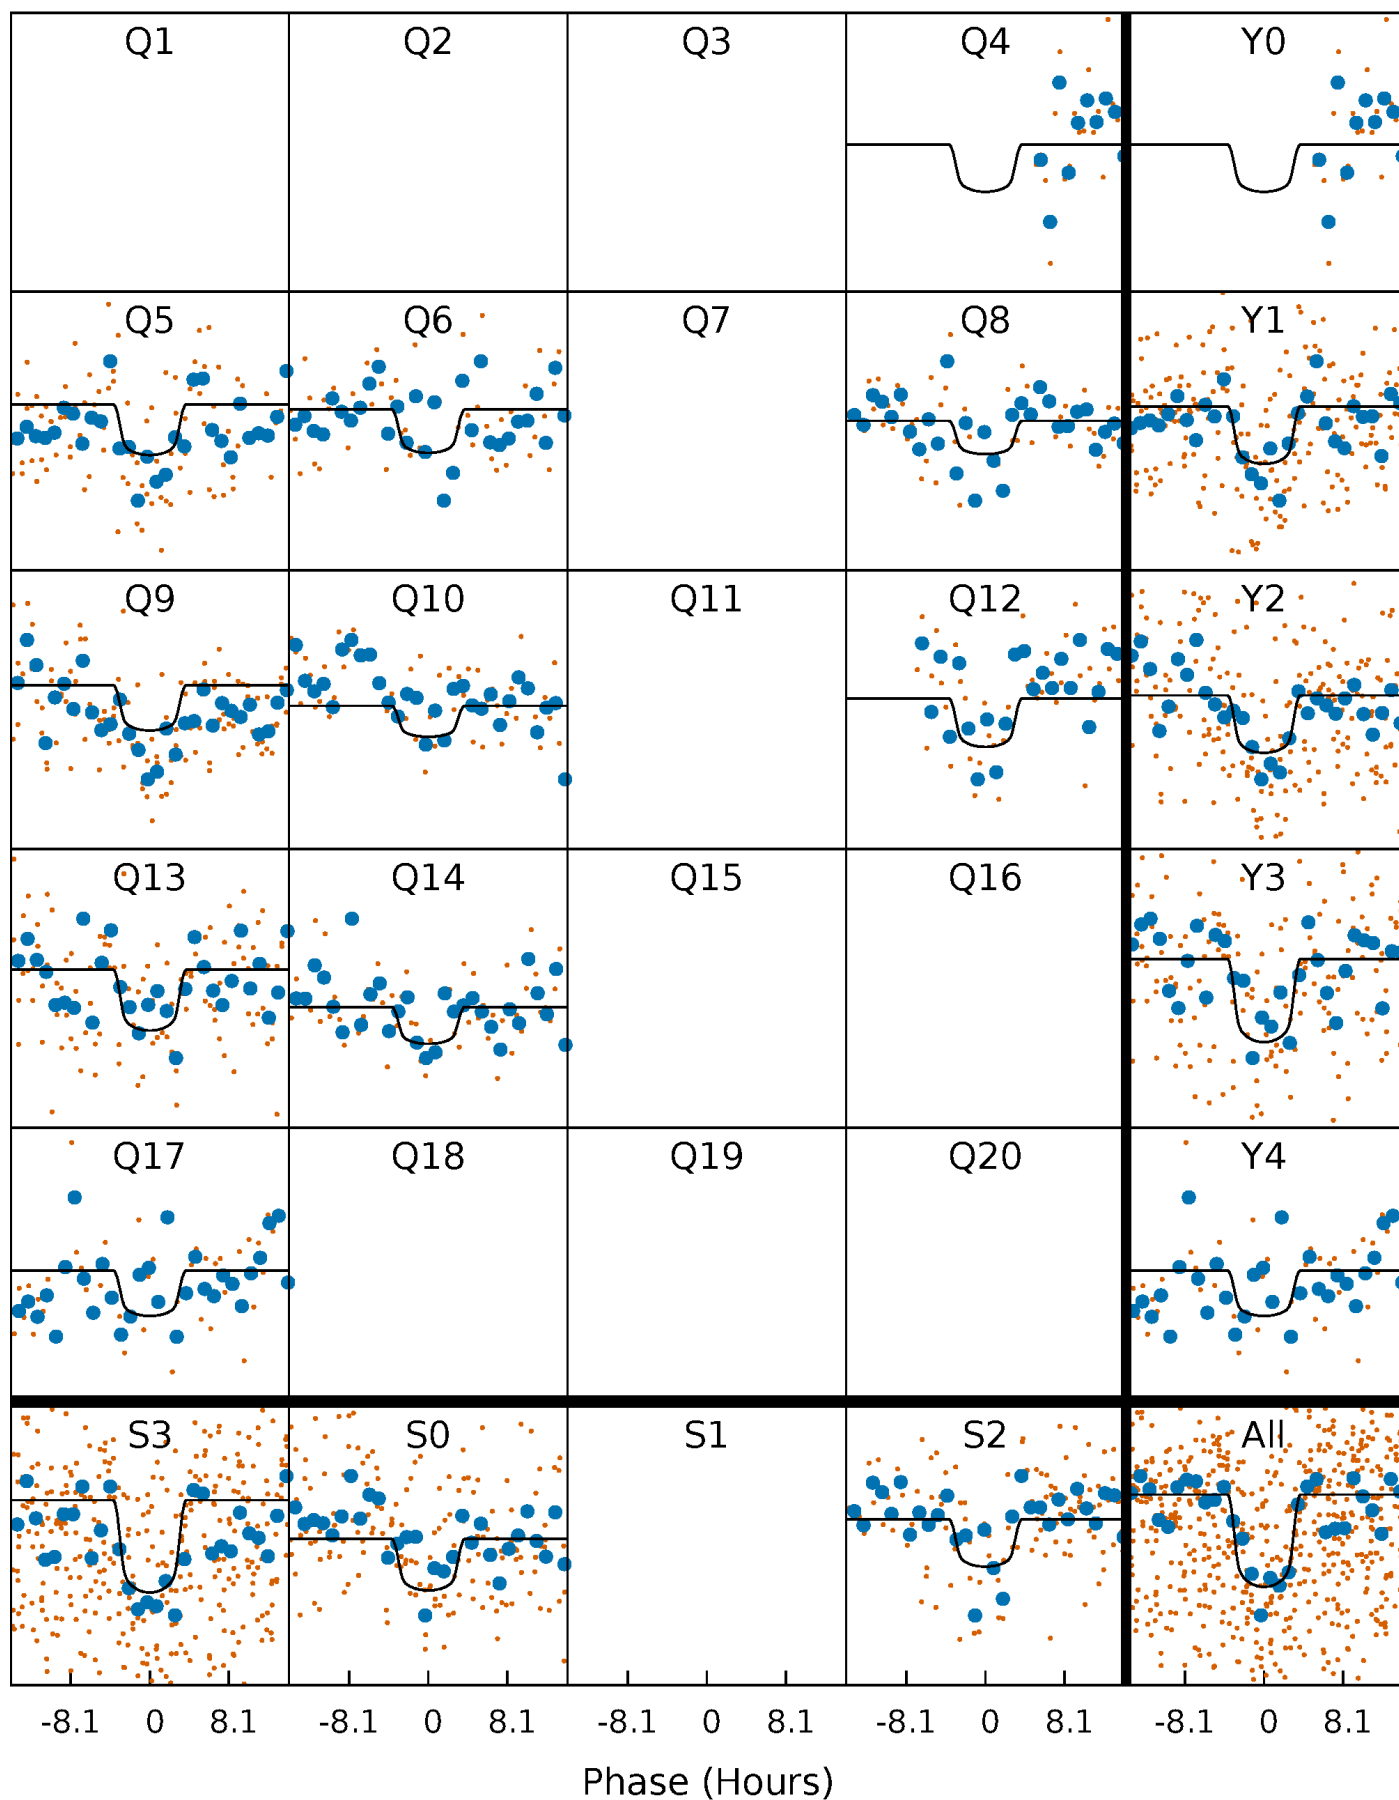 Q1 Q2 Q3 Q4 Y0
Q5 Q6 Q7 Q8 Y1
Q9 Q10 Q11 Q12 Y2
Q13 Q14 Q15 Q16 Y3
Q17 Q18 Q19 Q20 Y4
S3 S0 S1 S2 All
-8.1 0 8.1 -8.1 0 8.1 -8.1 0 8.1 -8.1 0 8.1 -8.1 0 8.1
Phase (Hours)